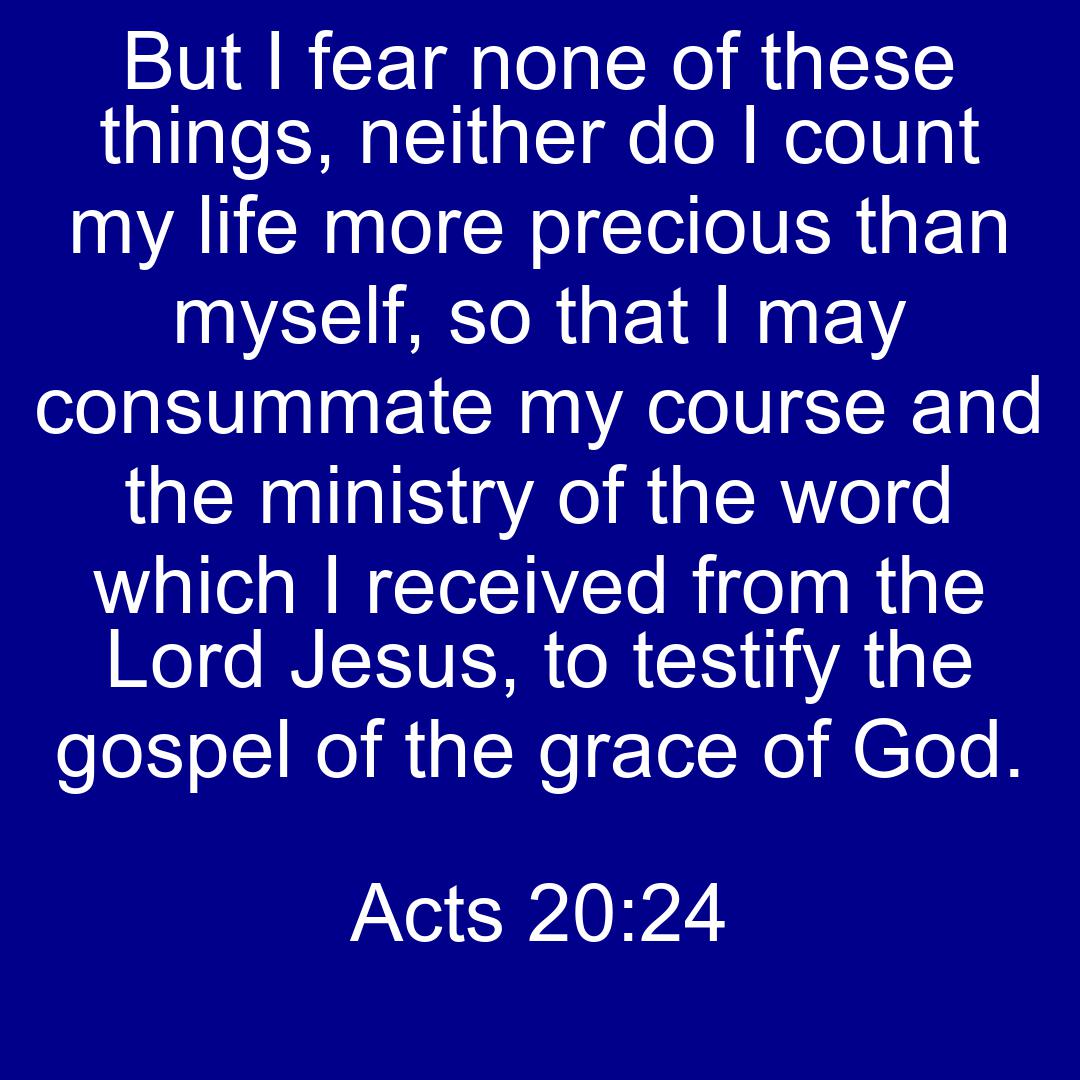 But I fear none of these
things, neither do I count
my life more precious than
myself, so that I may
consummate my course and
the ministry of the word
which I received from the
Lord Jesus, to testify the
gospel of the grace of God.
Acts 20:24